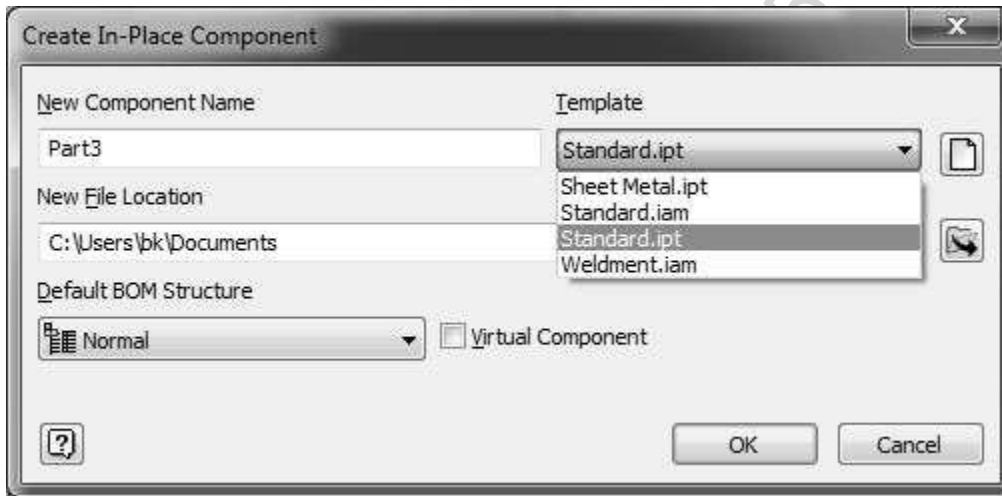 Create In-Place Component
New Component Name
Template
Part3
Standard.ipt
Sheet Metal.ipt
New File Location
Standard.iam
C:\Users\bk\Documents
Standard.ipt
Weldment.iam
Default BOM Structure
Normal
Virtual Component
OK
Cancel